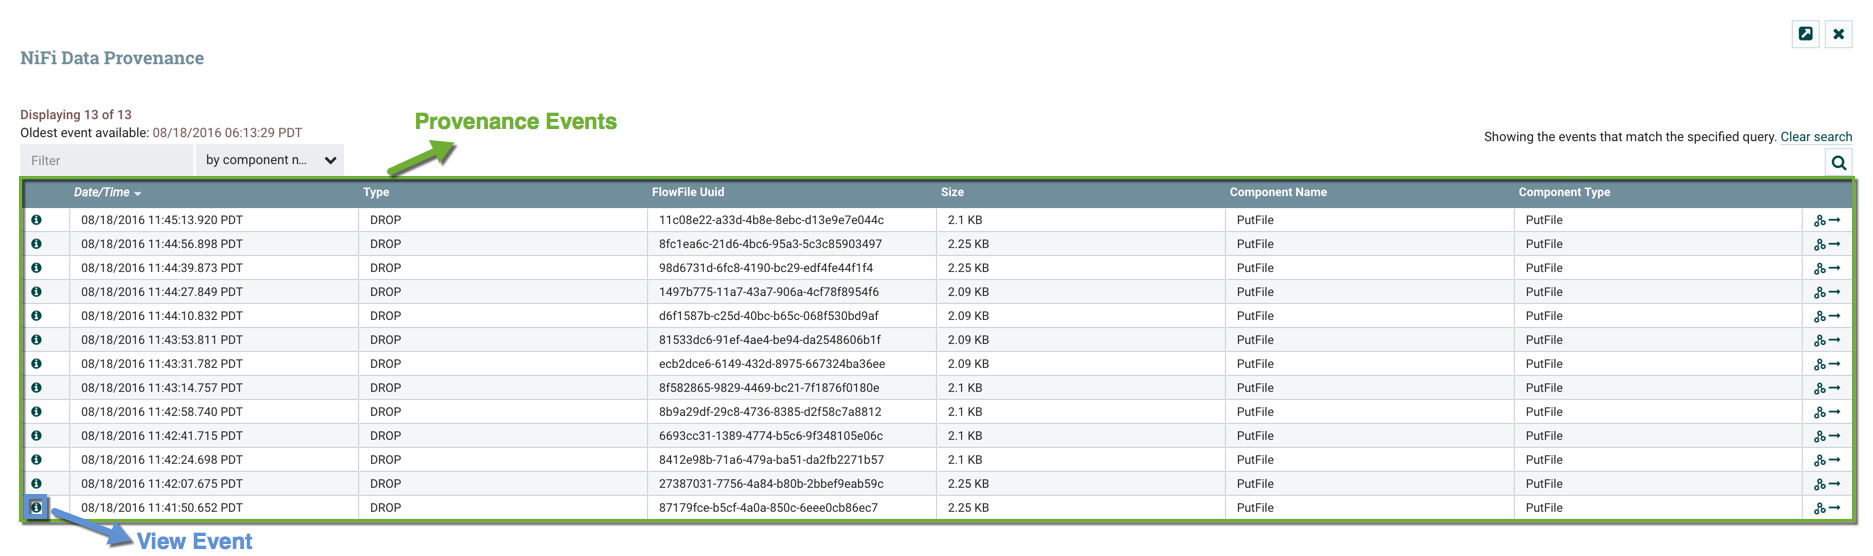 NiFi Data Provenance
Displaying 13 of 13
Oldest event available: 08/18/2016 06:13:29 PDT
Provenance Events
Showing the events that match the specified query. Clear search
Filter by component n...
Date/Time Type FlowFile Uuid Size Component Name Component Type
08/18/2016 11:45:13.920 PDT DROP 11c08e22-a33d-4b8e-8ebc-d13e9e7e044c 2.1 KB PutFile PutFile
08/18/2016 11:44:56.898 PDT DROP 8fc1ea6c-21d6-4bc6-95a3-5c3c85903497 2.25 KB PutFile PutFile
08/18/2016 11:44:39.873 PDT DROP 98d6731d-6fc8-4190-bc29-edf4fe44f1f4 2.25 KB PutFile PutFile
08/18/2016 11:44:27.849 PDT DROP 1497b775-11a7-43a7-906a-4cf78f8954f6 2.09 KB PutFile PutFile
08/18/2016 11:44:10.832 PDT DROP d6f1587b-c25d-40bc-b65c-068f530bd9af 2.09 KB PutFile PutFile
08/18/2016 11:43:53.811 PDT DROP 81533dc6-91ef-4ae4-be94-da2548606b1f 2.09 KB PutFile PutFile
08/18/2016 11:43:31.782 PDT DROP ecb2dce6-6149-432d-8975-667324ba36ee 2.09 KB PutFile PutFile
08/18/2016 11:43:14.757 PDT DROP 8f582865-9829-4469-bc21-7f1876f0180e 2.1 KB PutFile PutFile
08/18/2016 11:42:58.740 PDT DROP 8b9a29df-29c8-4736-8385-d2f58c7a8812 2.1 KB PutFile PutFile
08/18/2016 11:42:41.715 PDT DROP 6693cc31-1389-4774-b5c6-9f348105e06c 2.1 KB PutFile PutFile
08/18/2016 11:42:24.698 PDT DROP 8412e98b-71a6-479a-ba51-da2fb2271b57 2.1 KB PutFile PutFile
08/18/2016 11:42:07.675 PDT DROP 27387031-7756-4a84-b80b-2bbef9eab59c 2.25 KB PutFile PutFile
08/18/2016 11:41:50.652 PDT DROP 87179fce-b5cf-4a0a-850c-6eee0cb86ec7 2.25 KB PutFile PutFile
View Event